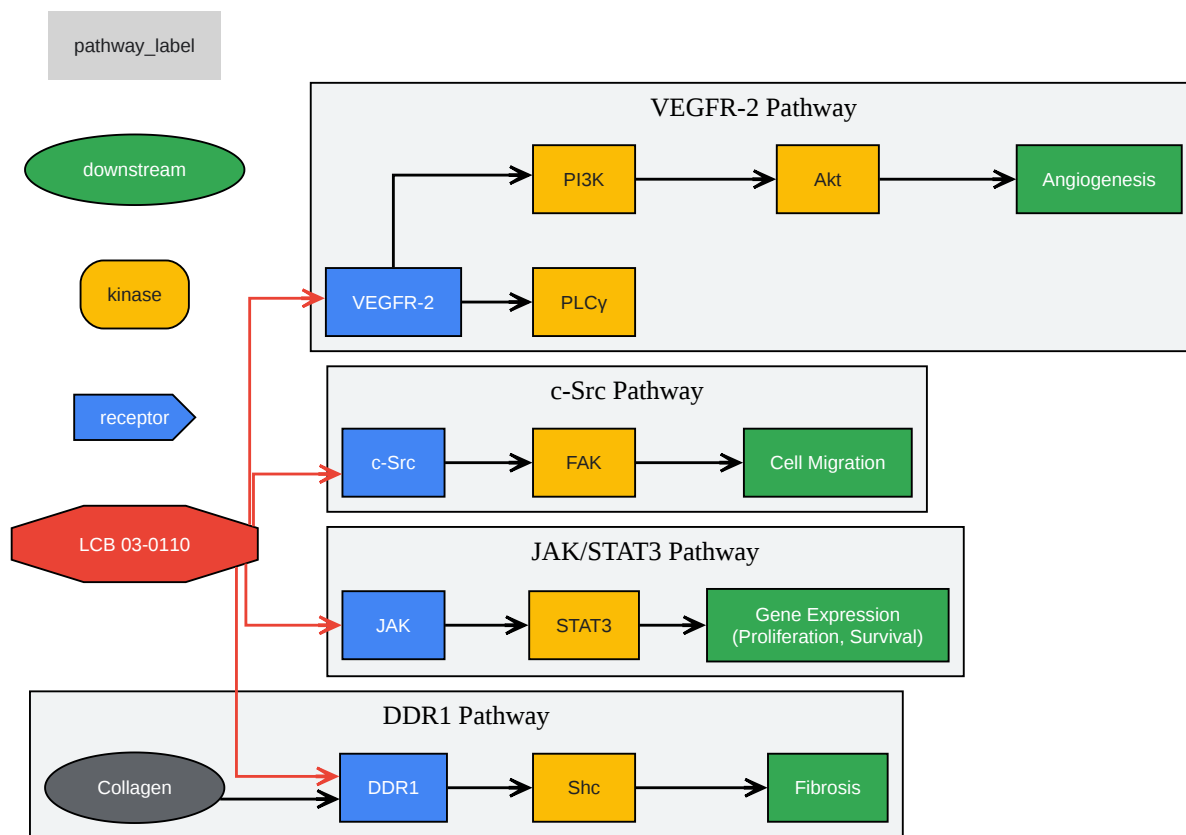 pathway_label
downstream
kinase
receptor
LCB 03-0110
VEGFR-2 Pathway
PI3K
Akt
Angiogenesis
VEGFR-2
PLCγ
c-Src Pathway
c-Src
FAK
Cell Migration
JAK/STAT3 Pathway
JAK
STAT3
Gene Expression
(Proliferation, Survival)
DDR1 Pathway
Collagen
DDR1
Shc
Fibrosis